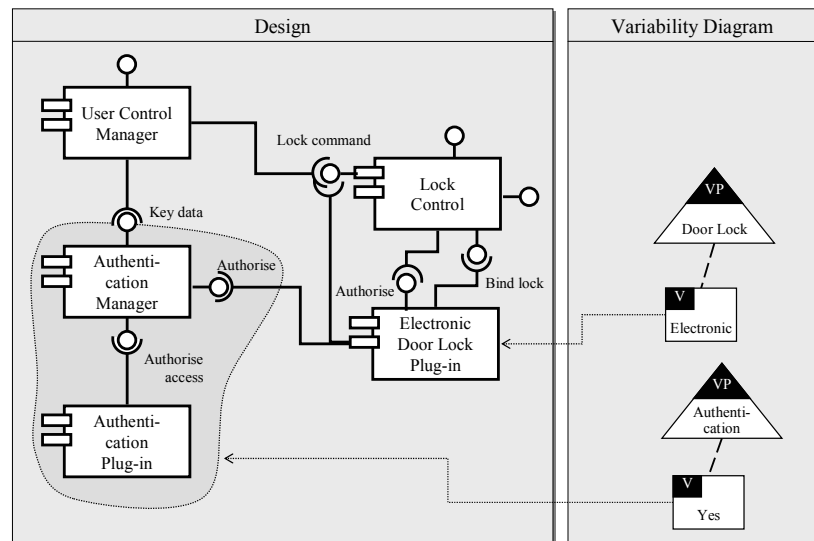 Design
Variability Diagram
User Control
Manager
Lock command
Lock
Control
VP
Door Lock
Key data
Authenti-
cation
Manager
Authorise
Authorise
Bind lock
V
Electronic
Electronic
Door Lock
Plug-in
Authorise
access
VP
Authenti-
cation
Authenti-
cation
Plug-in
V
Yes